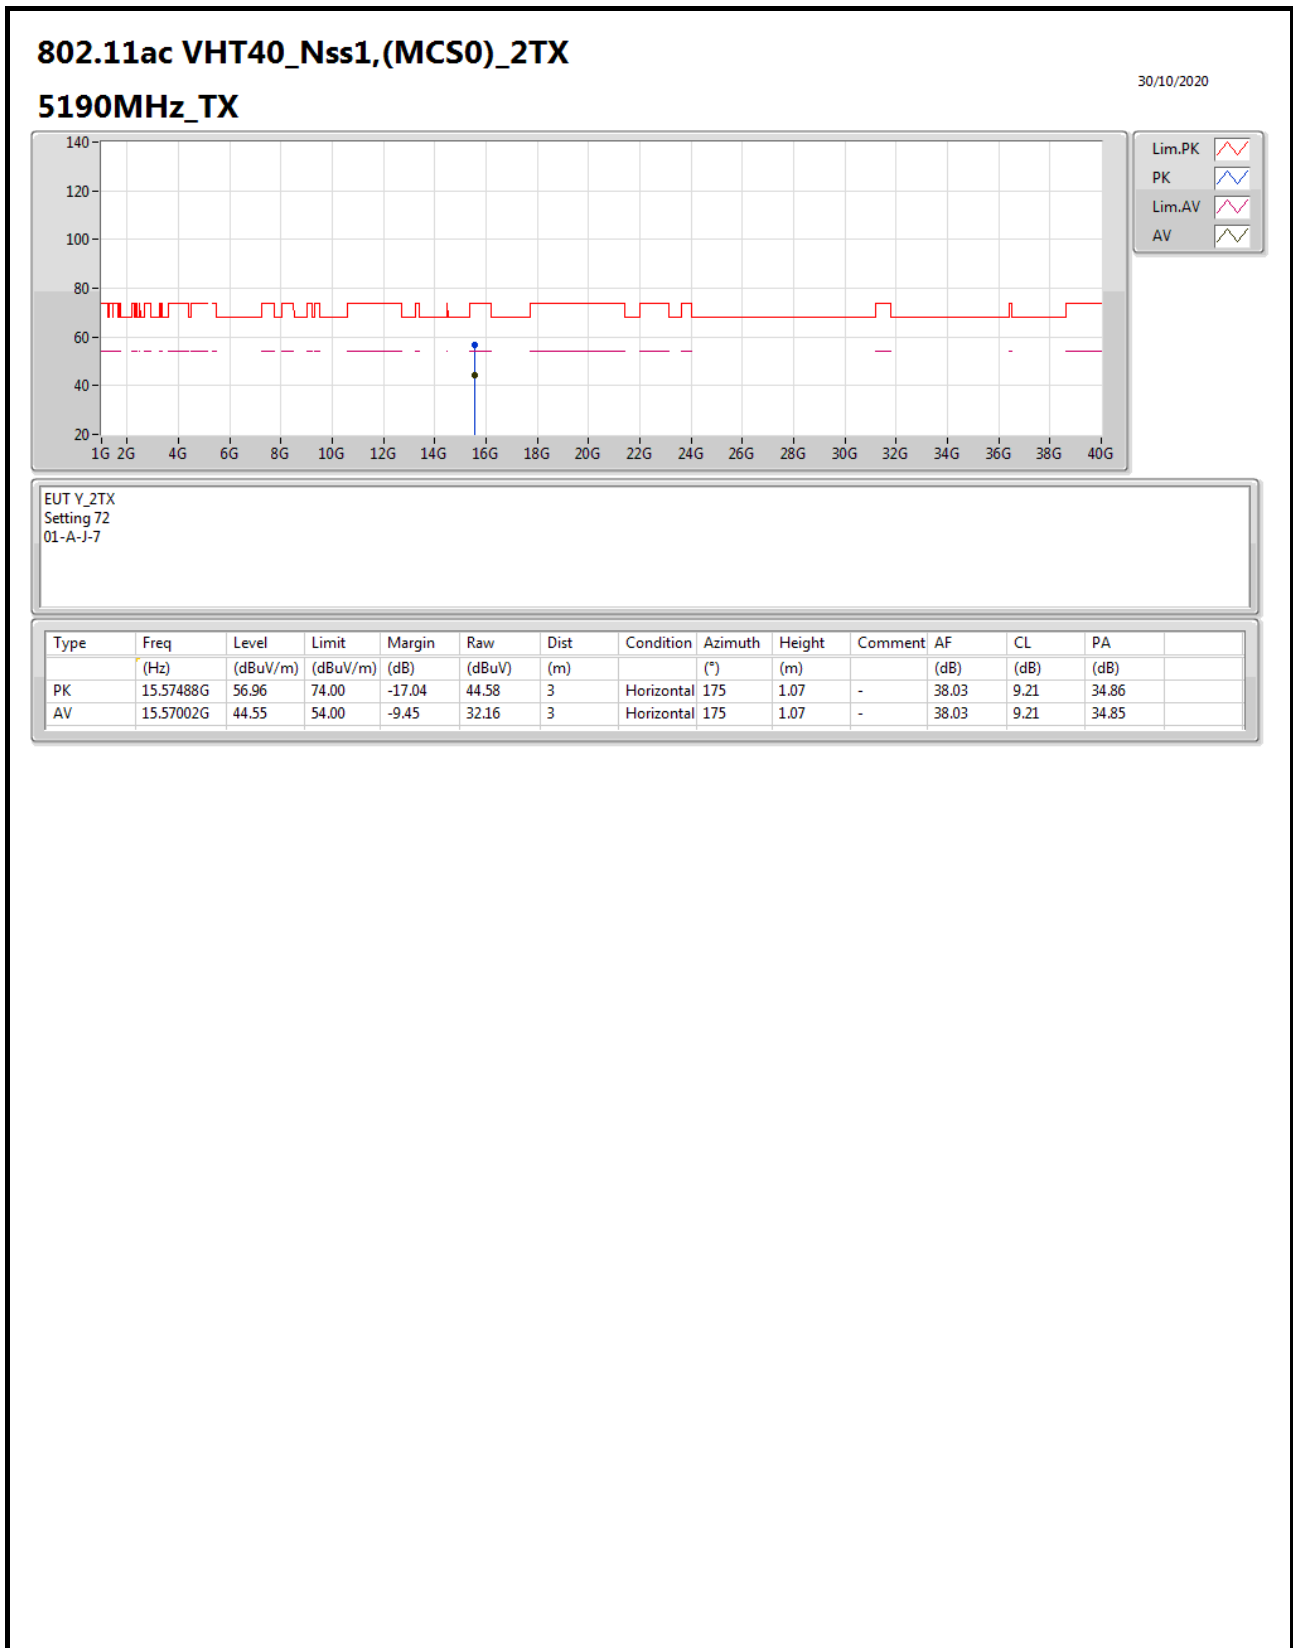 802.11ac VHT40_Nss1,(MCS0)_2TX
30/10/2020
5190MHz_TX
140
120
100
80
60
40
20
1G 2G 4G 6G 8G 10G 12G 14G 16G 18G 20G 22G 24G 26G 28G 30G 32G 34G 36G 38G 40G
Lim.PK
PK
Lim.AV
AV
EUT Y_2TX
Setting 72
01-A-J-7
Type Freq Level Limit Margin Raw Dist Condition Azimuth Height Comment AF CL PA
(Hz) (dBuV/m) (dBuV/m) (dB) (dBuV) (m) (°) (m) (dB) (dB) (dB)
PK 15.57488G 56.96 74.00 -17.04 44.58 3 Horizontal 175 1.07 - 38.03 9.21 34.86
AV 15.57002G 44.55 54.00 -9.45 32.16 3 Horizontal 175 1.07 - 38.03 9.21 34.85